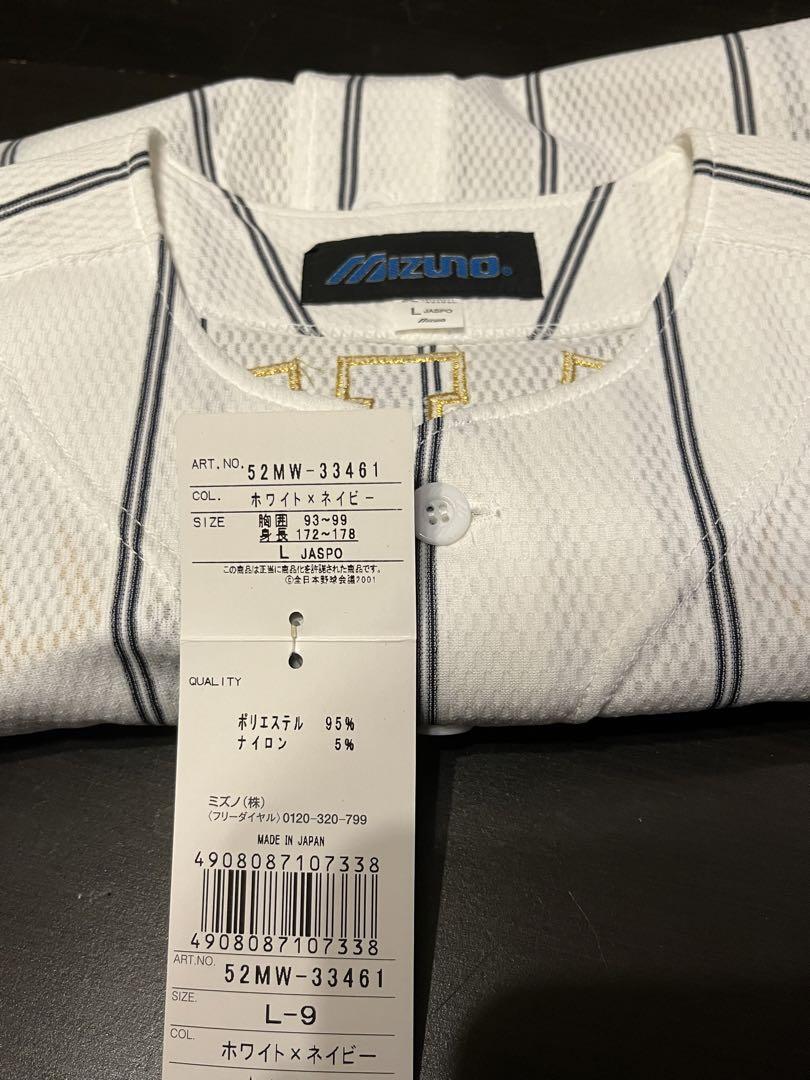 MIZUNO®
L JASPO
Mizuno
ART.NO. 52MW-33461
COL. ホワイト×ネイビー
SIZE 胸囲 93~99
身長 172~178
L JASPO
この商品は正当に商品化を許諾された商品です。
©全日本野球会議2001
QUALITY
ポリエステル 95%
ナイロン 5%
ミズノ(株)
〈フリーダイヤル〉0120-320-799
MADE IN JAPAN
4908087107338
4908087107338
ART.NO. 52MW-33461
SIZE. L-9
COL. ホワイト×ネイビー